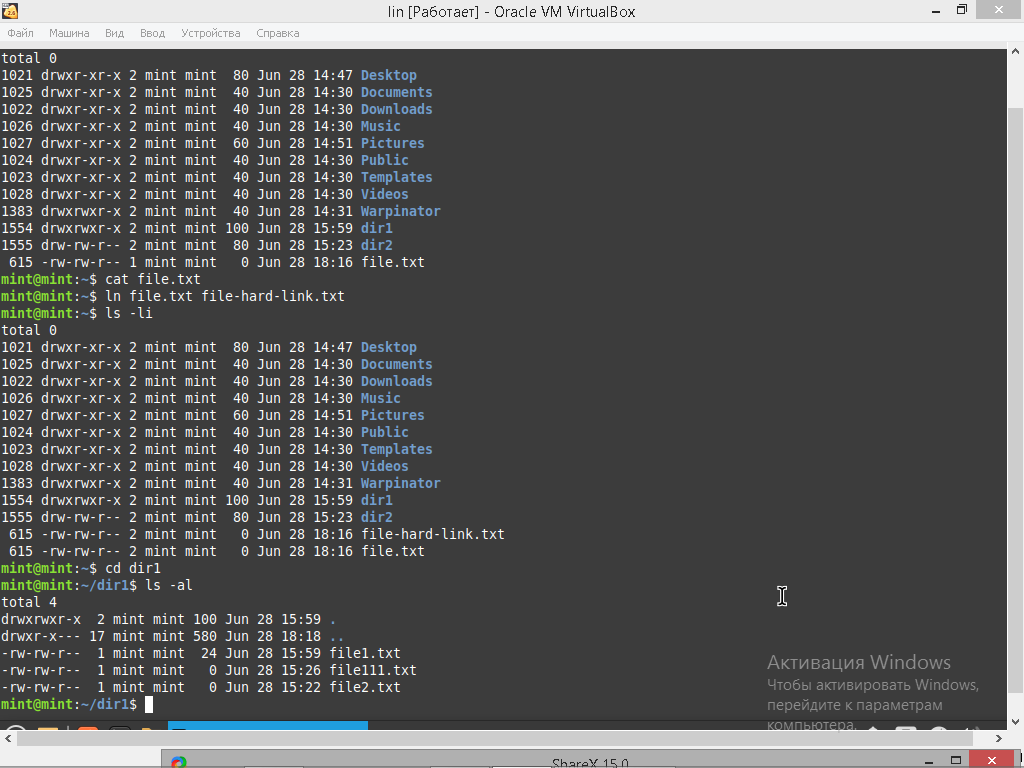 lin [Работает] - Oracle VM VirtualBox
Файл Машина Вид Ввод Устройства Справка
total 0
1021 drwxr-xr-x 2 mint mint  80 Jun 28 14:47 Desktop
1025 drwxr-xr-x 2 mint mint  40 Jun 28 14:30 Documents
1022 drwxr-xr-x 2 mint mint  40 Jun 28 14:30 Downloads
1026 drwxr-xr-x 2 mint mint  40 Jun 28 14:30 Music
1027 drwxr-xr-x 2 mint mint  60 Jun 28 14:51 Pictures
1024 drwxr-xr-x 2 mint mint  40 Jun 28 14:30 Public
1023 drwxr-xr-x 2 mint mint  40 Jun 28 14:30 Templates
1028 drwxr-xr-x 2 mint mint  40 Jun 28 14:30 Videos
1383 drwxrwxr-x 2 mint mint  40 Jun 28 14:31 Warpinator
1554 drwxrwxr-x 2 mint mint 100 Jun 28 15:59 dir1
1555 drw-rw-r-- 2 mint mint  80 Jun 28 15:23 dir2
 615 -rw-rw-r-- 1 mint mint   0 Jun 28 18:16 file.txt
mint@mint:~$ cat file.txt
mint@mint:~$ ln file.txt file-hard-link.txt
mint@mint:~$ ls -li
total 0
1021 drwxr-xr-x 2 mint mint  80 Jun 28 14:47 Desktop
1025 drwxr-xr-x 2 mint mint  40 Jun 28 14:30 Documents
1022 drwxr-xr-x 2 mint mint  40 Jun 28 14:30 Downloads
1026 drwxr-xr-x 2 mint mint  40 Jun 28 14:30 Music
1027 drwxr-xr-x 2 mint mint  60 Jun 28 14:51 Pictures
1024 drwxr-xr-x 2 mint mint  40 Jun 28 14:30 Public
1023 drwxr-xr-x 2 mint mint  40 Jun 28 14:30 Templates
1028 drwxr-xr-x 2 mint mint  40 Jun 28 14:30 Videos
1383 drwxrwxr-x 2 mint mint  40 Jun 28 14:31 Warpinator
1554 drwxrwxr-x 2 mint mint 100 Jun 28 15:59 dir1
1555 drw-rw-r-- 2 mint mint  80 Jun 28 15:23 dir2
 615 -rw-rw-r-- 2 mint mint   0 Jun 28 18:16 file-hard-link.txt
 615 -rw-rw-r-- 2 mint mint   0 Jun 28 18:16 file.txt
mint@mint:~$ cd dir1
mint@mint:~/dir1$ ls -al
total 4
drwxrwxr-x  2 mint mint 100 Jun 28 15:59 .
drwxr-x--- 17 mint mint 580 Jun 28 18:18 ..
-rw-rw-r--  1 mint mint  24 Jun 28 15:59 file1.txt
-rw-rw-r--  1 mint mint   0 Jun 28 15:26 file111.txt
-rw-rw-r--  1 mint mint   0 Jun 28 15:22 file2.txt
mint@mint:~/dir1$
Активация Windows
Чтобы активировать Windows,
перейдите к параметрам
компьютера.
ShareX 15.0